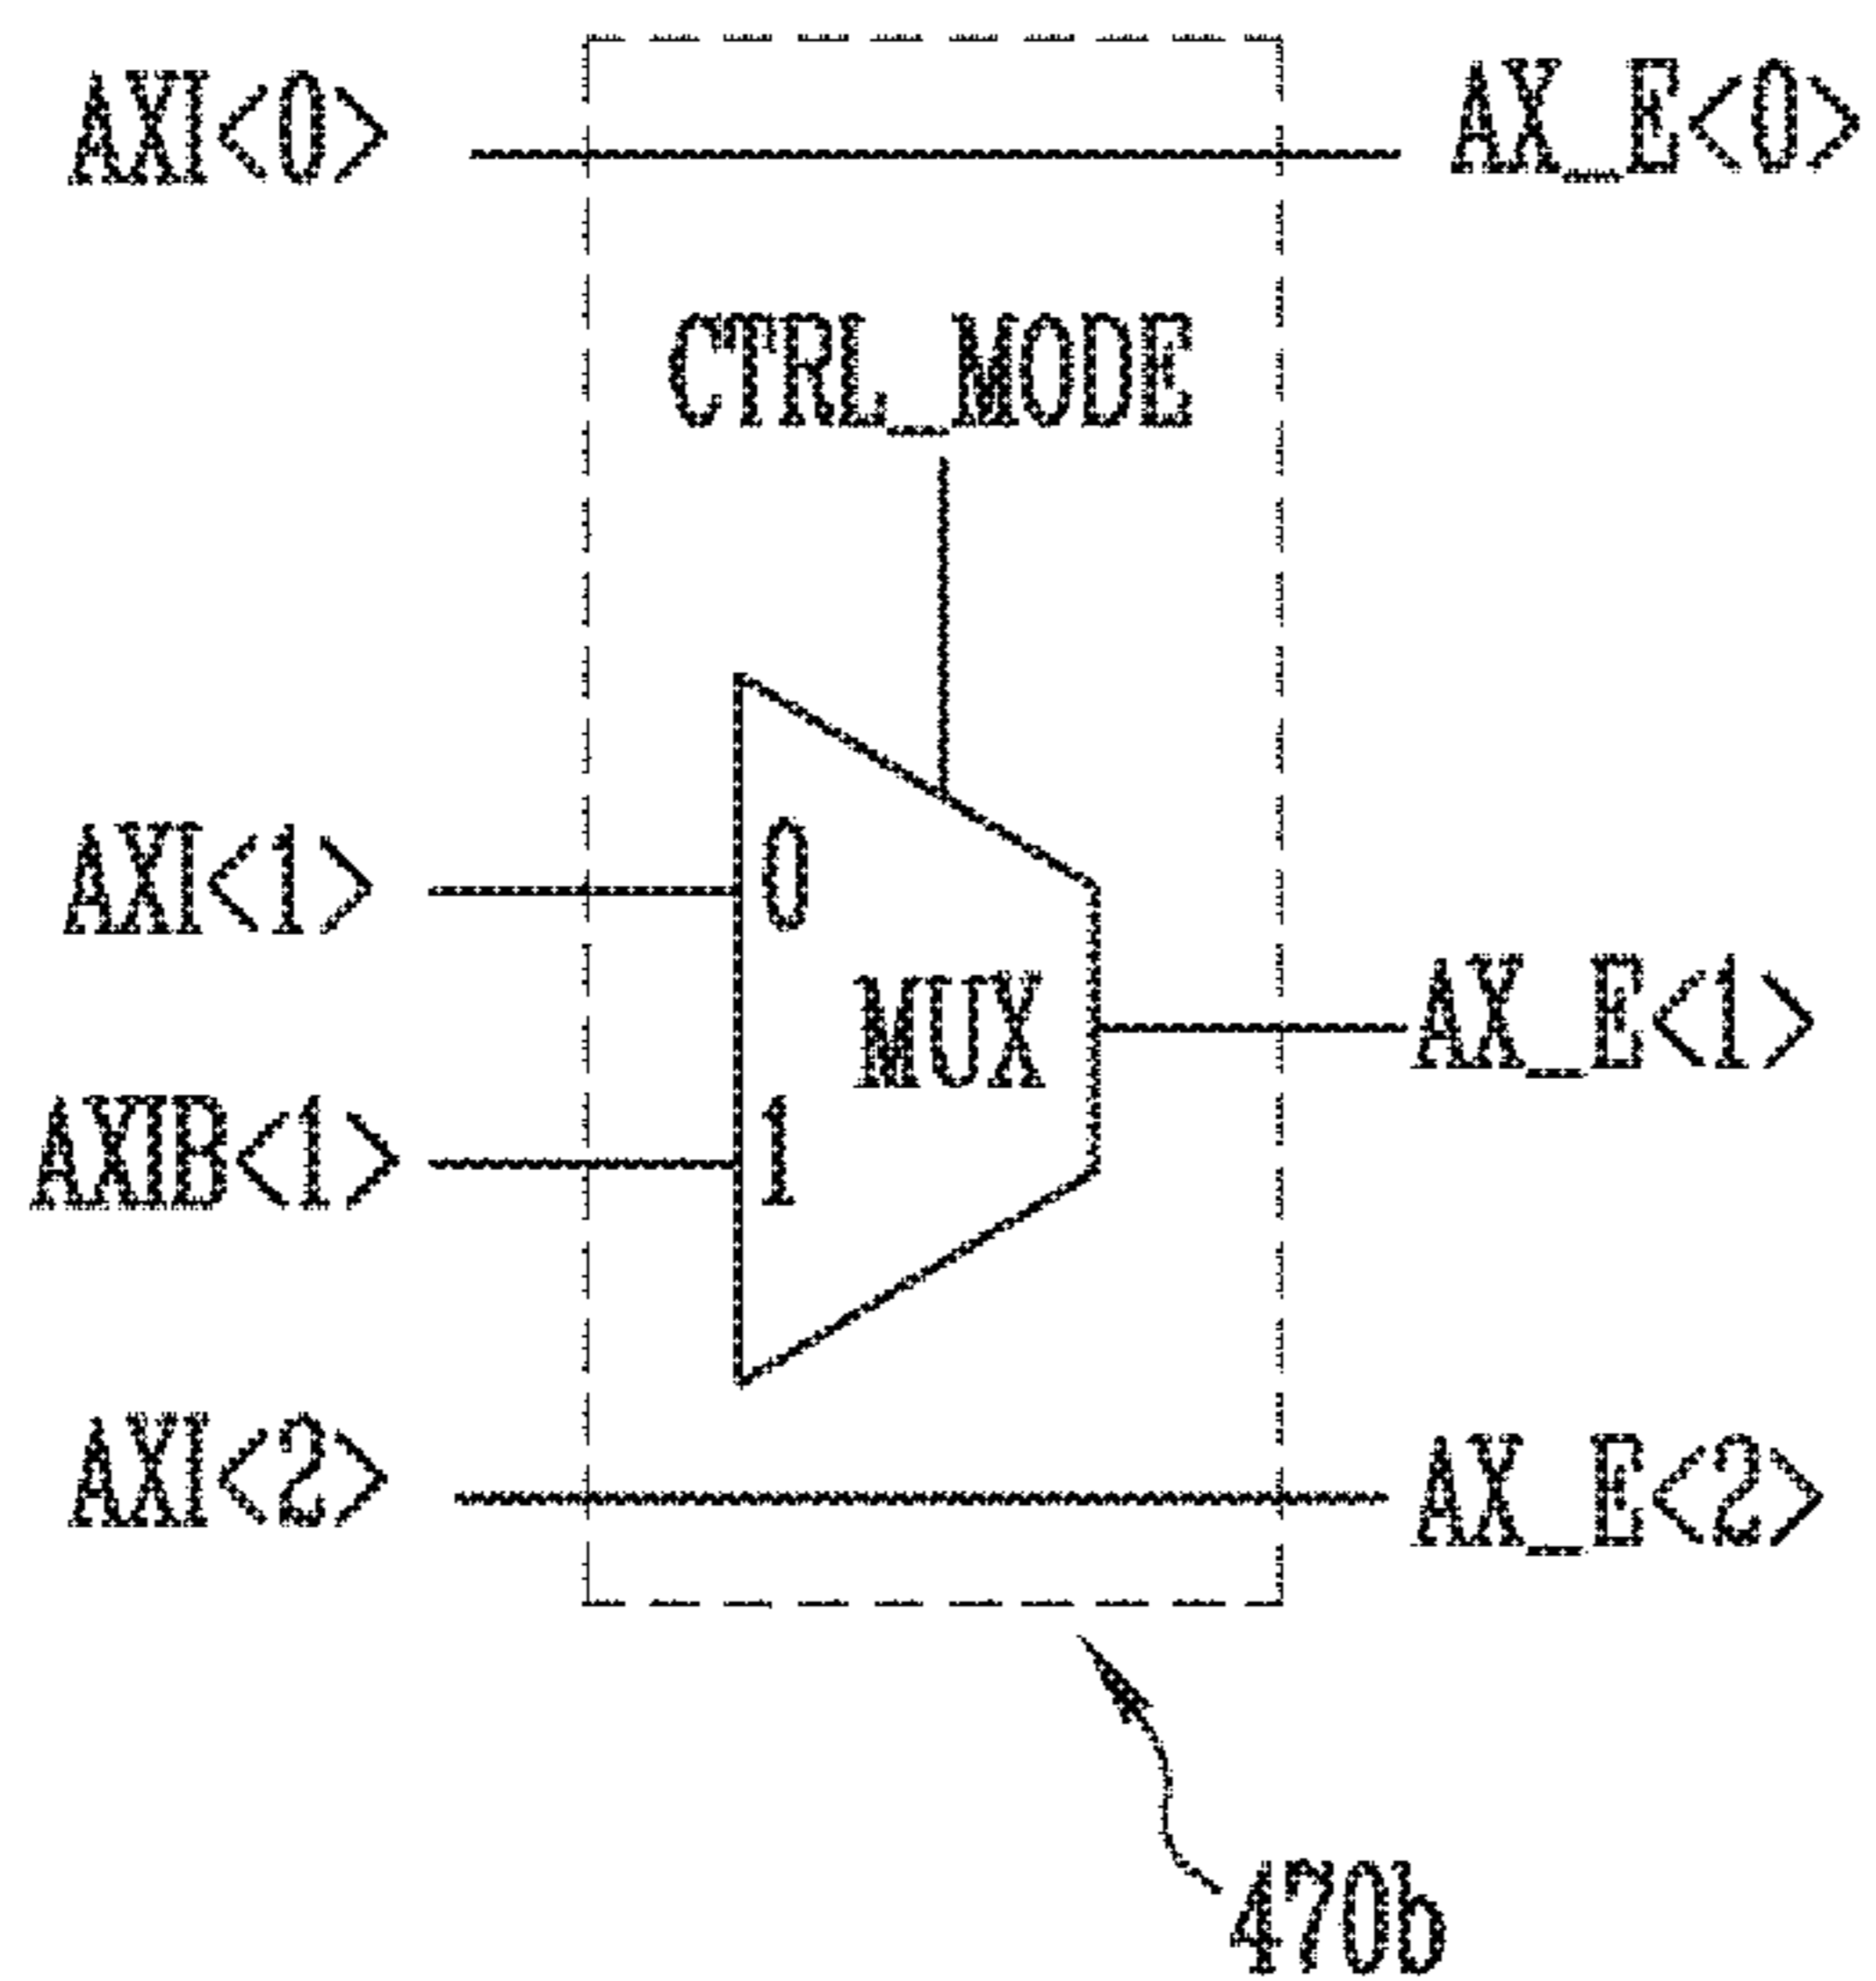 AXI<0>
AX_E<0>
CTRL_MODE
AXI<1>
0
MUX
AX_E<1>
AXIB<1>
1
AXI<2>
AX_E<2>
470b